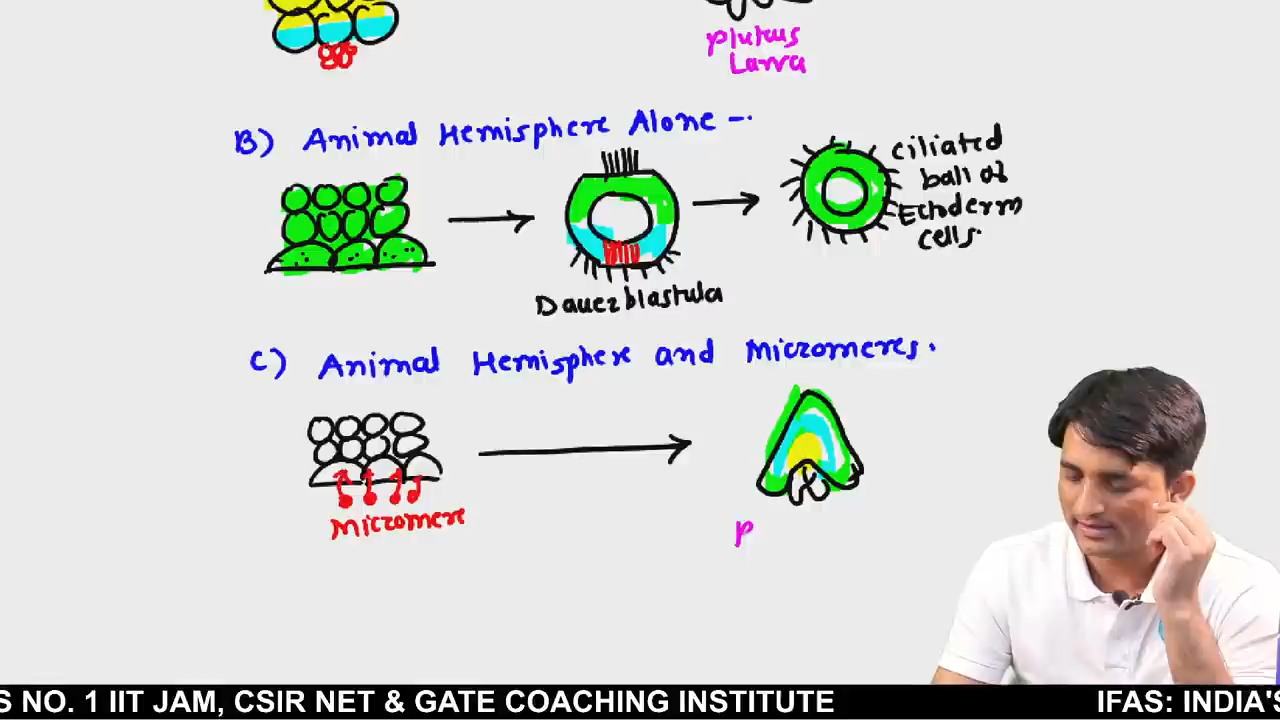 Pluteus
Larva
B) Animal Hemisphere Alone -.
ciliated
ball of
Ectoderm
cells.
Dauerblastula
C) Animal Hemisphere and Micromeres.
Micromere
P
S NO. 1 IIT JAM, CSIR NET & GATE COACHING INSTITUTE
IFAS: INDIA'S